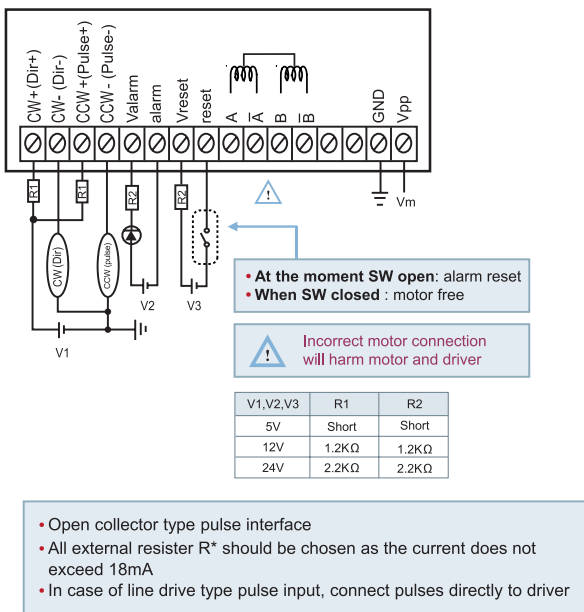 CW+(Dir+)
CW- (Dir-)
CCW+(Pulse+)
CCW- (Pulse-)
Valarm
alarm
Vreset
reset
A
A̅
B
B̅
GND
Vpp
R1
R1
R2
R2
!
Vm
CW (Dir)
CCW (pulse)
V2
V3
V1
• At the moment SW open: alarm reset
• When SW closed : motor free
!
Incorrect motor connection
will harm motor and driver
V1,V2,V3 R1 R2
5V Short Short
12V 1.2KΩ 1.2KΩ
24V 2.2KΩ 2.2KΩ
• Open collector type pulse interface
• All external resister R* should be chosen as the current does not
exceed 18mA
• In case of line drive type pulse input, connect pulses directly to driver